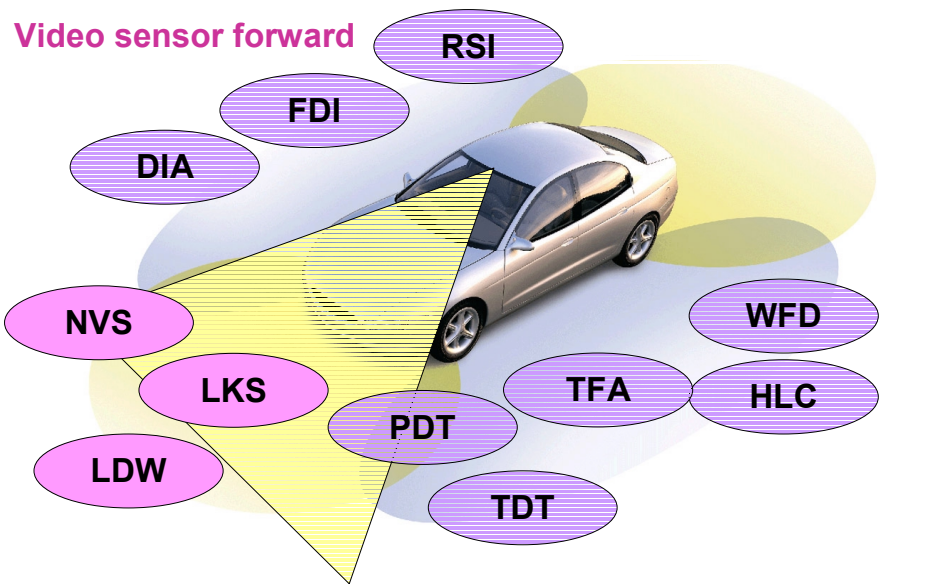 Video sensor forward
RSI
FDI
DIA
NVS
WFD
LKS
TFA
HLC
PDT
LDW
TDT